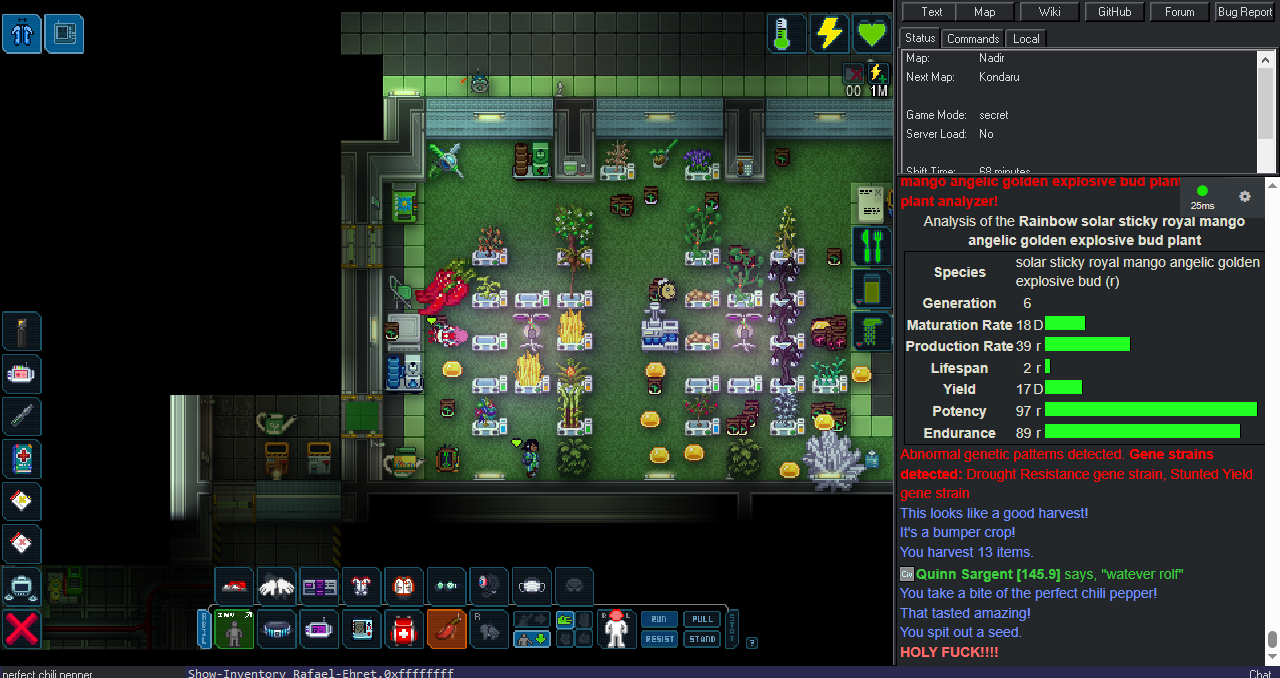 Text Map Wiki GitHub Forum Bug Report
Status Commands Local
Map: Nadir
Next Map: Kondaru
Game Mode: secret
Server Load: No
Shift Time: 68 minutes
00 1M
25ms
mango angelic golden explosive bud plant
plant analyzer!
Analysis of the Rainbow solar sticky royal mango
angelic golden explosive bud plant
Species solar sticky royal mango angelic golden
explosive bud (r)
Generation 6
Maturation Rate 18 D
Production Rate 39 r
Lifespan 2 r
Yield 17 D
Potency 97 r
Endurance 89 r
Abnormal genetic patterns detected. Gene strains
detected: Drought Resistance gene strain, Stunted Yield
gene strain
This looks like a good harvest!
It's a bumper crop!
You harvest 13 items.
Quinn Sargent [145.9] says, "watever rolf"
You take a bite of the perfect chili pepper!
That tasted amazing!
You spit out a seed.
HOLY FUCK!!!!
INV
R
R L
RUN PULL
RESIST STAND
?
perfect chili pepper
Show-Inventory Rafael-Ehret.0xffffffff
Chat